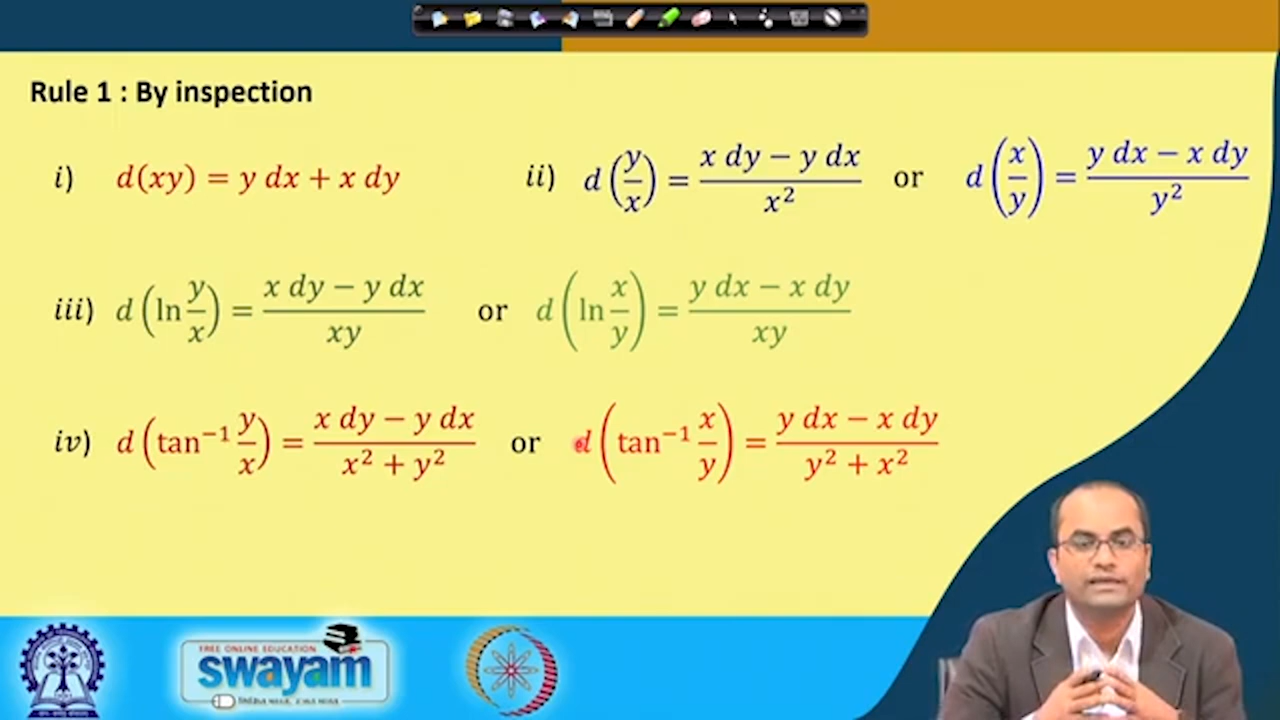 Rule 1 : By inspection
i) d(xy) = y dx + x dy ii) d(y/x) = (x dy − y dx)/x² or d(x/y) = (y dx − x dy)/y²
iii) d(ln y/x) = (x dy − y dx)/xy or d(ln x/y) = (y dx − x dy)/xy
iv) d(tan⁻¹ y/x) = (x dy − y dx)/(x² + y²) or d(tan⁻¹ x/y) = (y dx − x dy)/(y² + x²)
FREE ONLINE EDUCATION
swayam